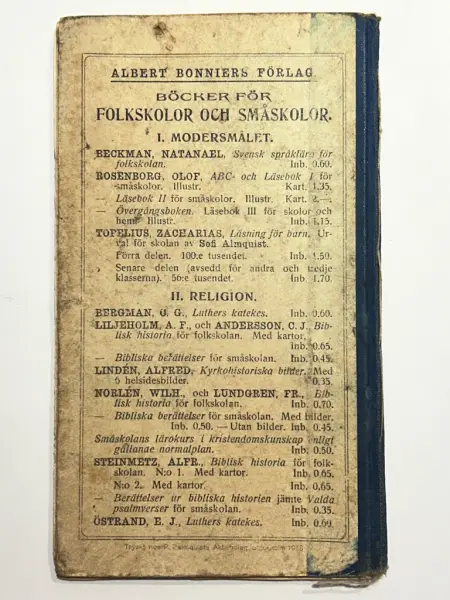 ALBERT BONNIERS FÖRLAG
BÖCKER FÖR
FOLKSKOLOR OCH SMÅSKOLOR.
I. MODERSMÅLET.
BECKMAN, NATANAEL, Svensk språklära för
folkskolan. Inb. 0.60.
ROSENBORG, OLOF, ABC- och Läsebok I för
småskolor. Illustr. Kart. 1.35.
— Läsebok II för småskolor. Illustr. Kart. 2.—.
— Övergångsboken. Läsebok III för skolor och
hem. Illustr. Inb. 1.15.
TOPELIUS, ZACHARIAS, Läsning för barn. Ur-
val för skolan av Sofi Almquist.
Förra delen. 100:e tusendet. Inb. 1.50.
Senare delen (avsedd för andra och tredje
klasserna). 56:e tusendet. Inb. 1.70.
II. RELIGION.
BERGMAN, G. G., Luthers katekes. Inb. 0.60.
LILJEHOLM, A. F., och ANDERSSON, C. J., Bib-
lisk historia för folkskolan. Med kartor.
Inb. 0.65.
— Bibliska berättelser för småskolan. Inb. 0.45.
LINDÉN, ALFRED, Kyrkohistoriska bilder. Med
6 helsidesbilder. 0.35.
NORLÉN, WILH., och LUNDGREN, FR., Bib-
lisk historia för folkskolan. Inb. 0.70.
— Bibliska berättelser för småskolan. Med bilder.
Inb. 0.50, — Utan bilder. Inb. 0.45.
Småskolans lärokurs i kristendomskunskap enligt
gällande normalplan. Inb. 0.50.
STEINMETZ, ALFR., Biblisk historia för folk-
skolan. N:o 1. Med kartor. Inb. 0.65.
N:o 2. Med kartor. Inb. 0.65.
— Berättelser ur bibliska historien jämte Valda
psalmverser för småskolan. Inb. 0.35.
ÖSTRAND, E. J., Luthers katekes. Inb. 0.60.